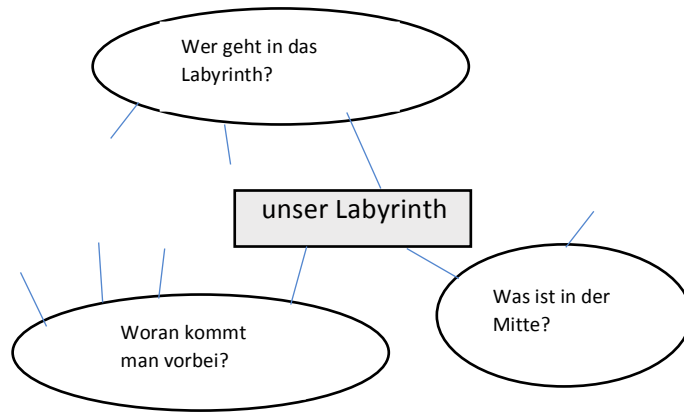 Wer geht in das
Labyrinth?
unser Labyrinth
Was ist in der
Mitte?
Woran kommt
man vorbei?